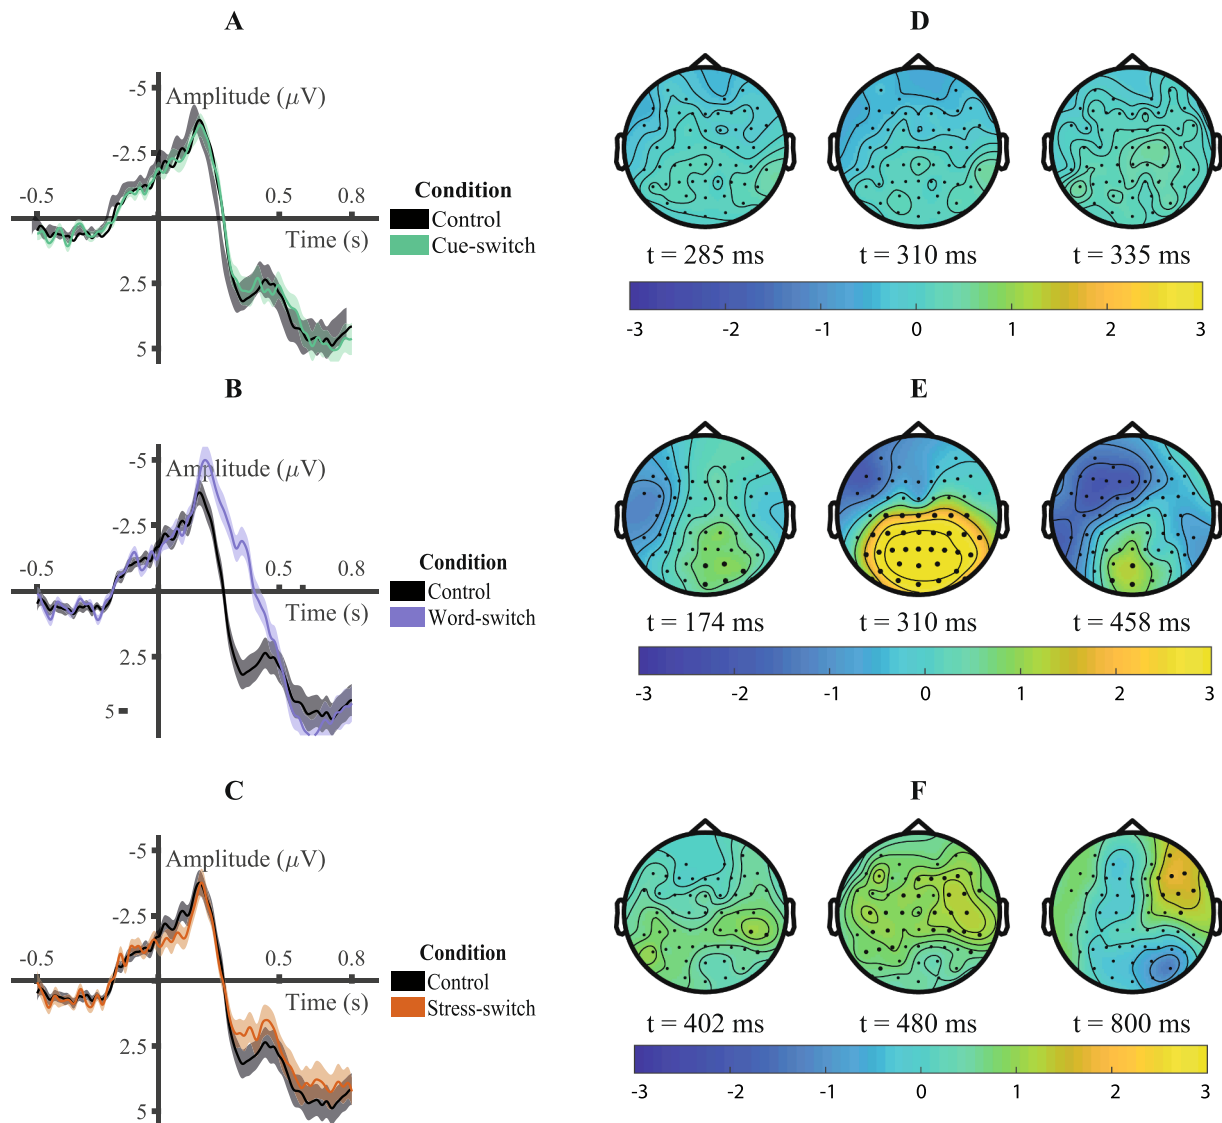 A
-5
Amplitude (μV)
-2.5
-0.5
0.5
0.8
Time (s)
2.5
5
Condition
Control
Cue-switch
D
t = 285 ms
t = 310 ms
t = 335 ms
-3 -2 -1 0 1 2 3
B
-5
Amplitude (μV)
-2.5
-0.5
0.5
0.8
Time (s)
2.5
5
Condition
Control
Word-switch
E
t = 174 ms
t = 310 ms
t = 458 ms
-3 -2 -1 0 1 2 3
C
-5
Amplitude (μV)
-2.5
-0.5
0.5
0.8
Time (s)
2.5
5
Condition
Control
Stress-switch
F
t = 402 ms
t = 480 ms
t = 800 ms
-3 -2 -1 0 1 2 3